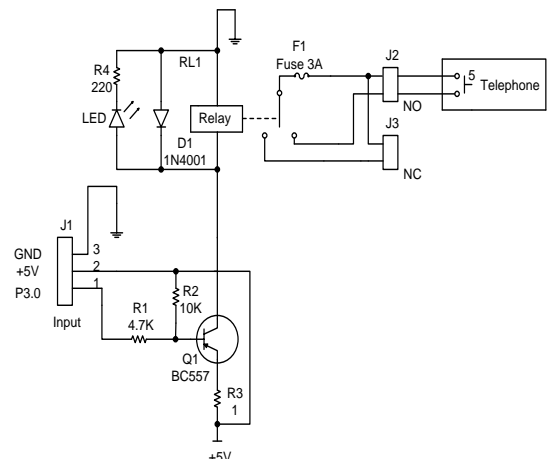 F1
Fuse 3A
J2
R4
220
RL1
5
Telephone
LED
Relay
NO
D1
1N4001
J3
NC
J1
GND
3
+5V
2
P3.0
1
R2
10K
R1
4.7K
Input
Q1
BC557
R3
1
+5V